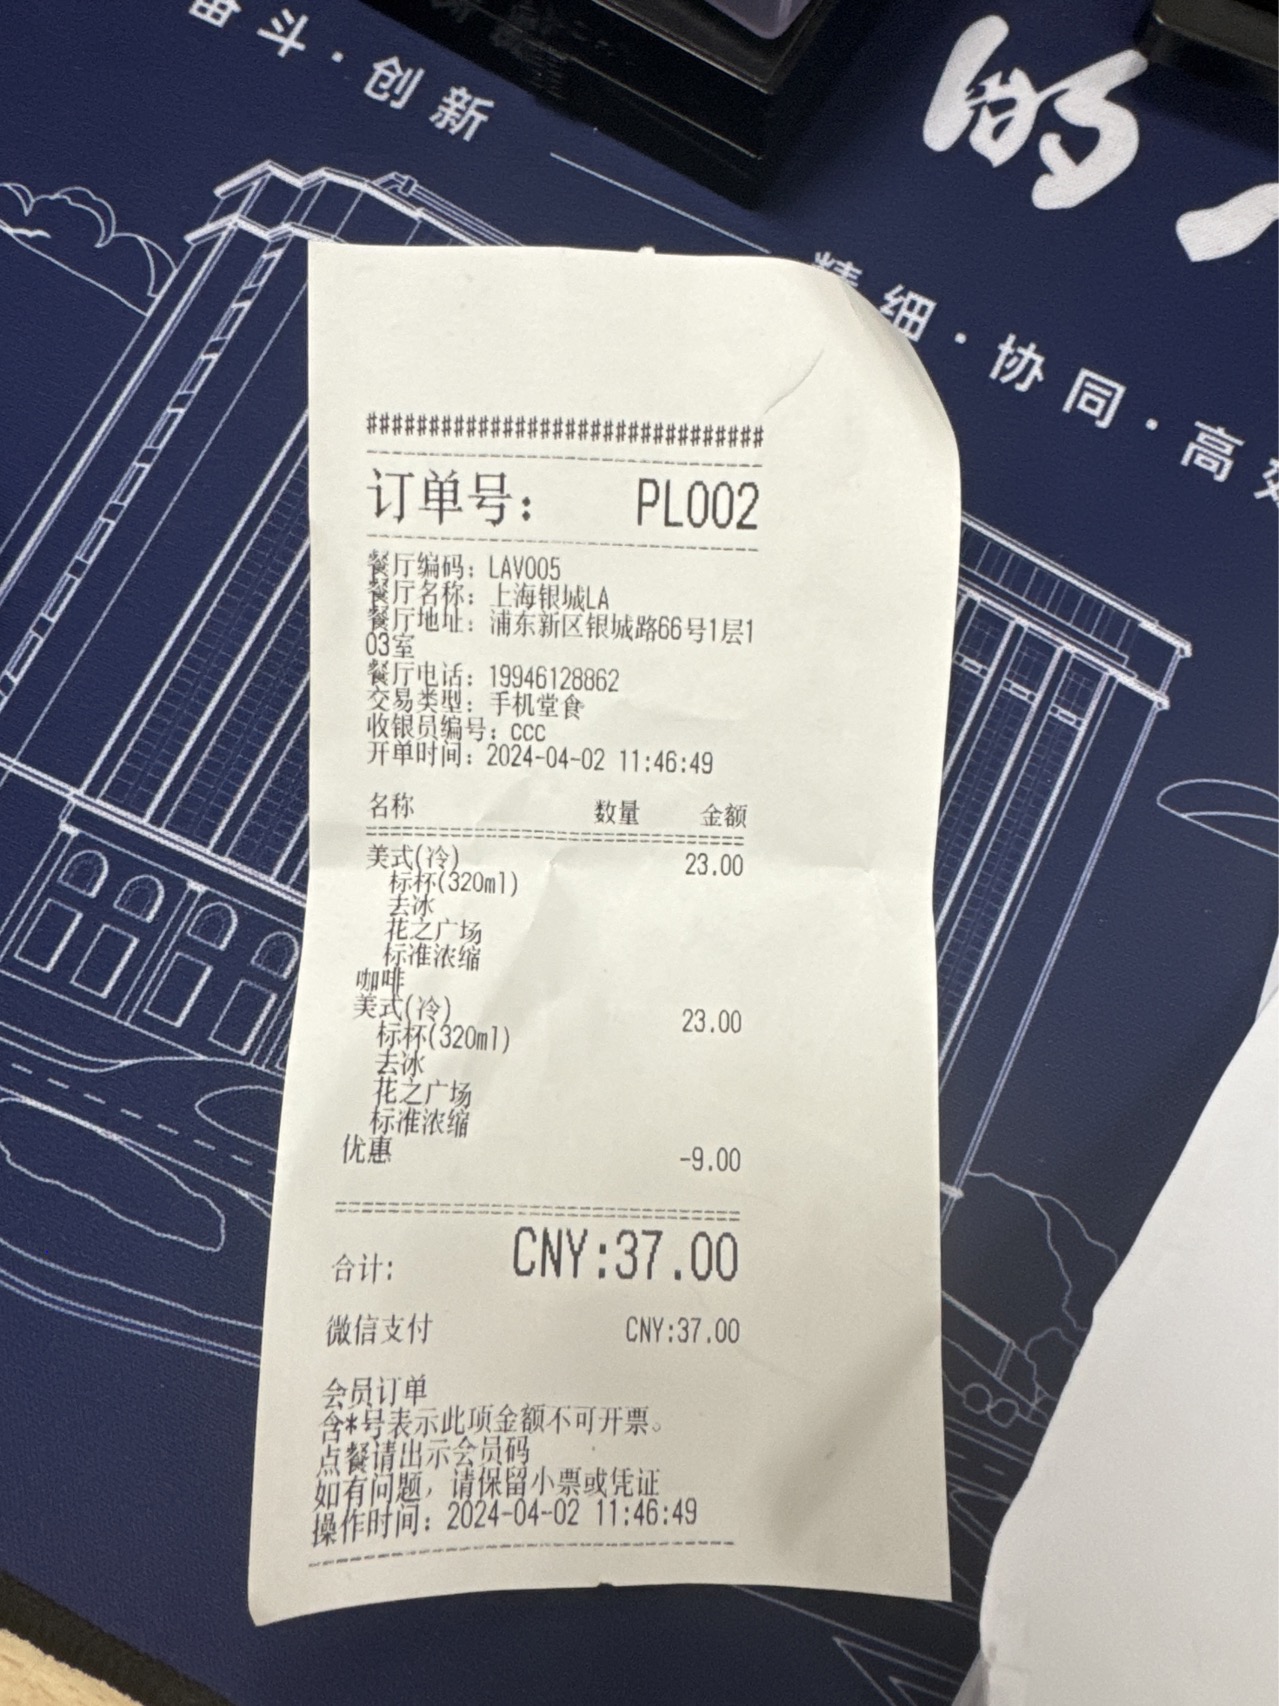 奋斗·创新
的
精细·协同·高效
################################
订单号： PL002
餐厅编码：LAV005
餐厅名称：上海银城LA
餐厅地址：浦东新区银城路66号1层1
03室
餐厅电话：19946128862
交易类型：手机堂食
收银员编号：ccc
开单时间：2024-04-02 11:46:49
名称 数量 金额
美式(冷) 23.00
标杯(320ml)
去冰
花之广场
标准浓缩
咖啡
美式(冷) 23.00
标杯(320ml)
去冰
花之广场
标准浓缩
优惠 -9.00
合计: CNY:37.00
微信支付 CNY:37.00
会员订单
含*号表示此项金额不可开票。
点餐请出示会员码
如有问题，请保留小票或凭证
操作时间：2024-04-02 11:46:49